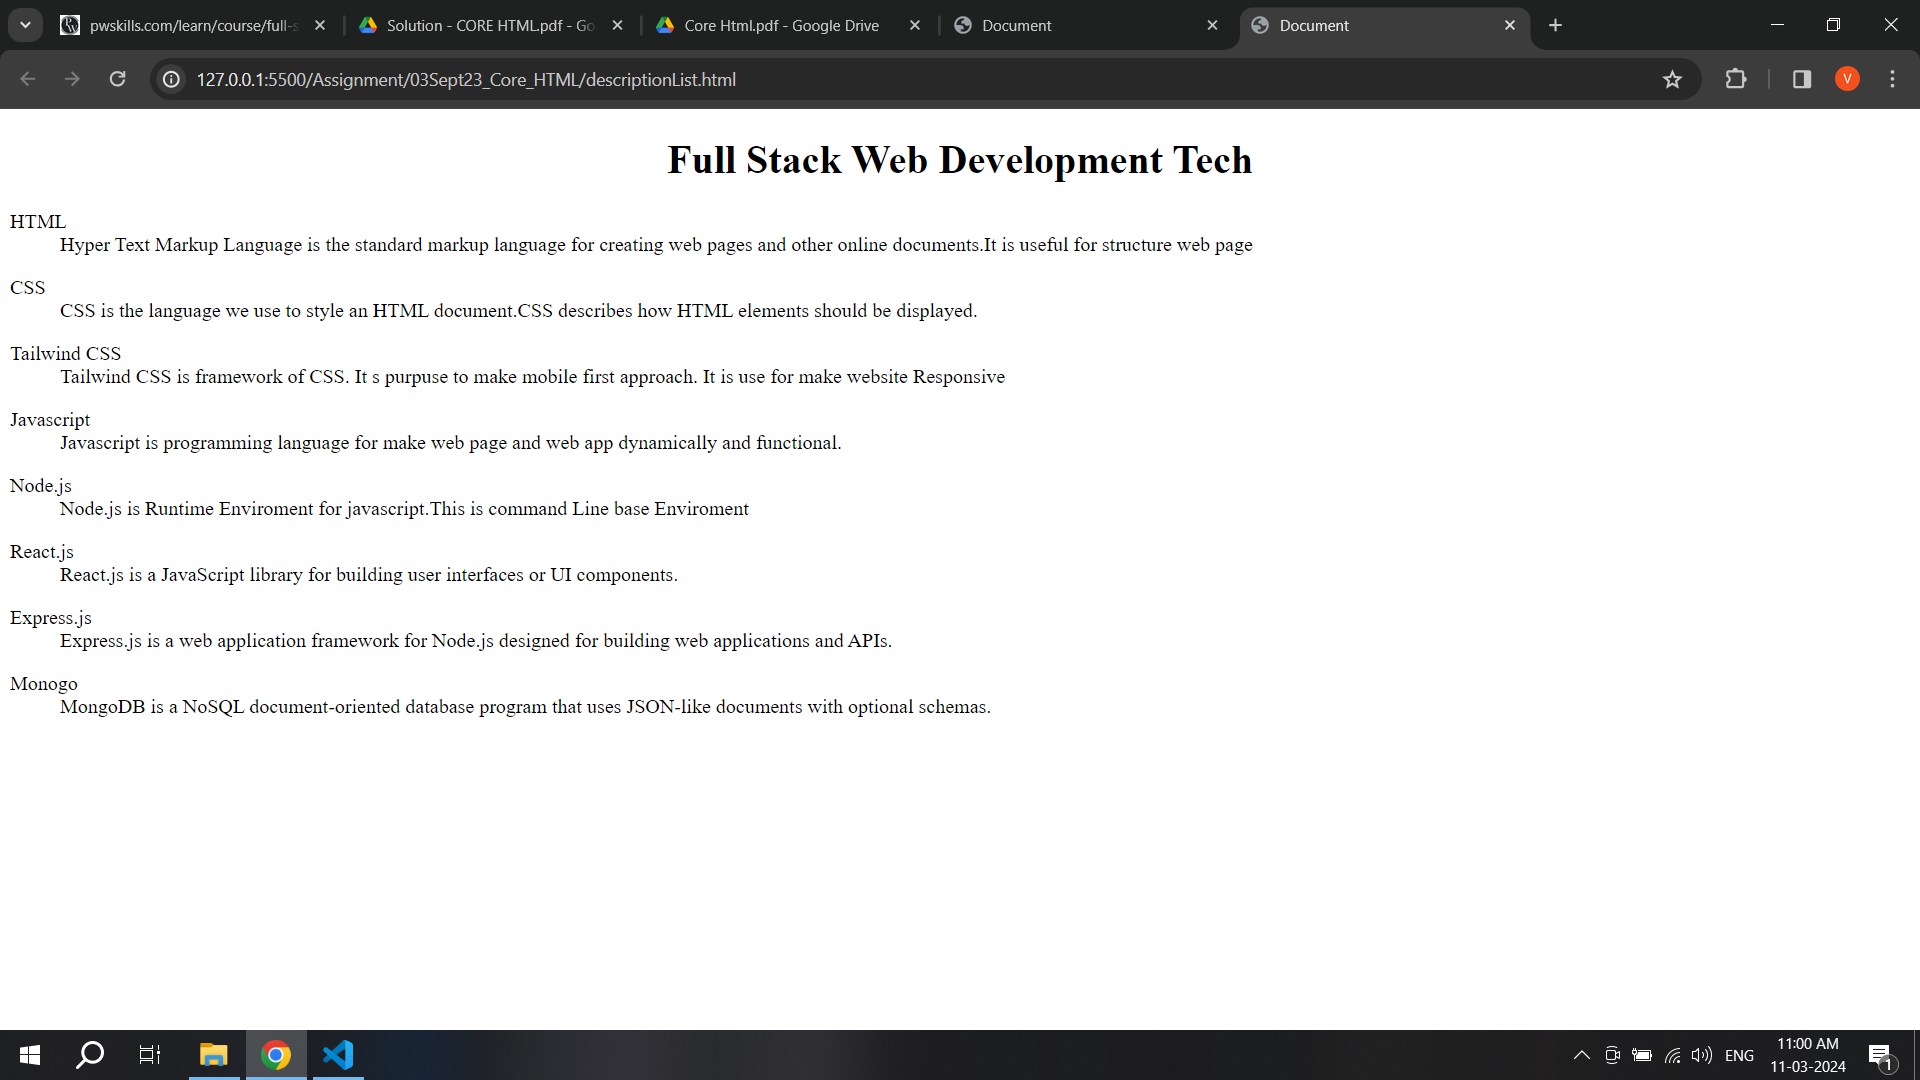 pwskills.com/learn/course/full-s
Solution - CORE HTML.pdf - Go
Core Html.pdf - Google Drive
Document
Document
127.0.0.1:5500/Assignment/03Sept23_Core_HTML/descriptionList.html
V
Full Stack Web Development Tech
HTML
Hyper Text Markup Language is the standard markup language for creating web pages and other online documents.It is useful for structure web page
CSS
CSS is the language we use to style an HTML document.CSS describes how HTML elements should be displayed.
Tailwind CSS
Tailwind CSS is framework of CSS. It s purpuse to make mobile first approach. It is use for make website Responsive
Javascript
Javascript is programming language for make web page and web app dynamically and functional.
Node.js
Node.js is Runtime Enviroment for javascript.This is command Line base Enviroment
React.js
React.js is a JavaScript library for building user interfaces or UI components.
Express.js
Express.js is a web application framework for Node.js designed for building web applications and APIs.
Monogo
MongoDB is a NoSQL document-oriented database program that uses JSON-like documents with optional schemas.
ENG
11:00 AM
11-03-2024
1